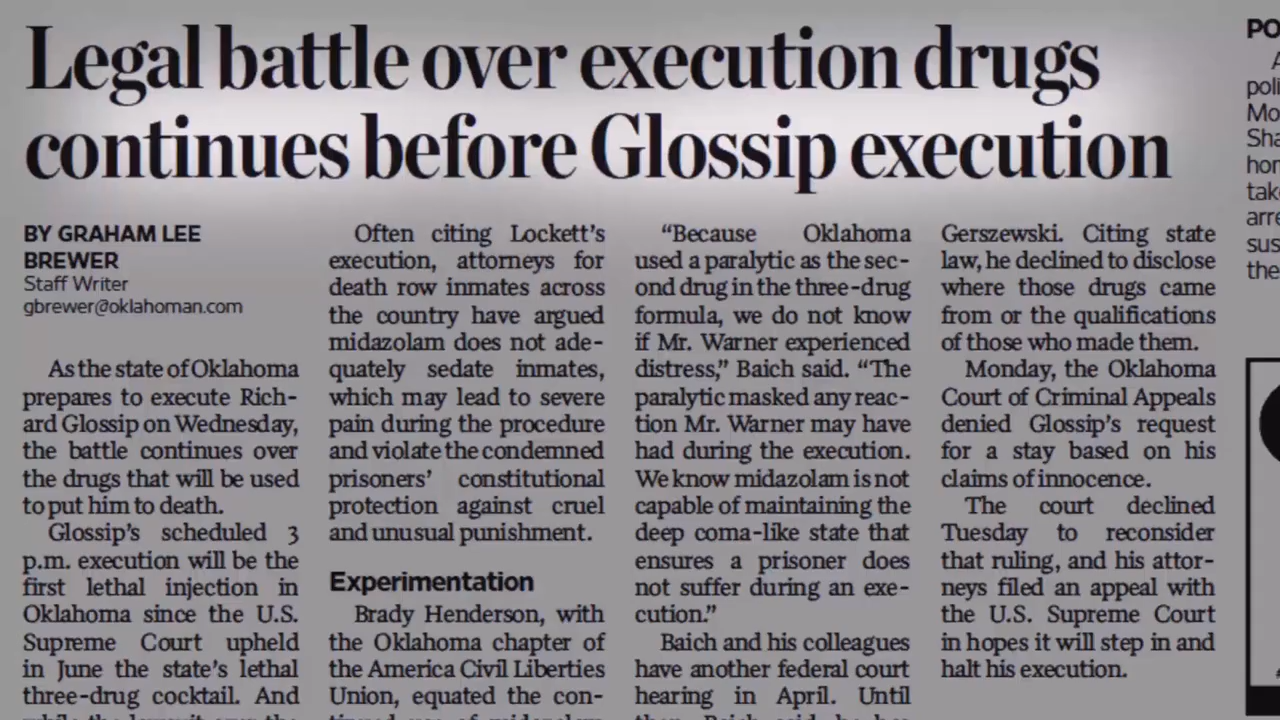 Legal battle over execution drugs
continues before Glossip execution
BY GRAHAM LEE
BREWER
Staff Writer
gbrewer@oklahoman.com
As the state of Oklahoma
prepares to execute Rich-
ard Glossip on Wednesday,
the battle continues over
the drugs that will be used
to put him to death.
Glossip's scheduled 3
p.m. execution will be the
first lethal injection in
Oklahoma since the U.S.
Supreme Court upheld
in June the state's lethal
three-drug cocktail. And
Often citing Lockett's
execution, attorneys for
death row inmates across
the country have argued
midazolam does not ade-
quately sedate inmates,
which may lead to severe
pain during the procedure
and violate the condemned
prisoners' constitutional
protection against cruel
and unusual punishment.
Experimentation
Brady Henderson, with
the Oklahoma chapter of
the America Civil Liberties
Union, equated the con-
“Because Oklahoma
used a paralytic as the sec-
ond drug in the three-drug
formula, we do not know
if Mr. Warner experienced
distress,” Baich said. “The
paralytic masked any reac-
tion Mr. Warner may have
had during the execution.
We know midazolam is not
capable of maintaining the
deep coma-like state that
ensures a prisoner does
not suffer during an exe-
cution.”
Baich and his colleagues
have another federal court
hearing in April. Until
Gerszewski. Citing state
law, he declined to disclose
where those drugs came
from or the qualifications
of those who made them.
Monday, the Oklahoma
Court of Criminal Appeals
denied Glossip's request
for a stay based on his
claims of innocence.
The court declined
Tuesday to reconsider
that ruling, and his attor-
neys filed an appeal with
the U.S. Supreme Court
in hopes it will step in and
halt his execution.